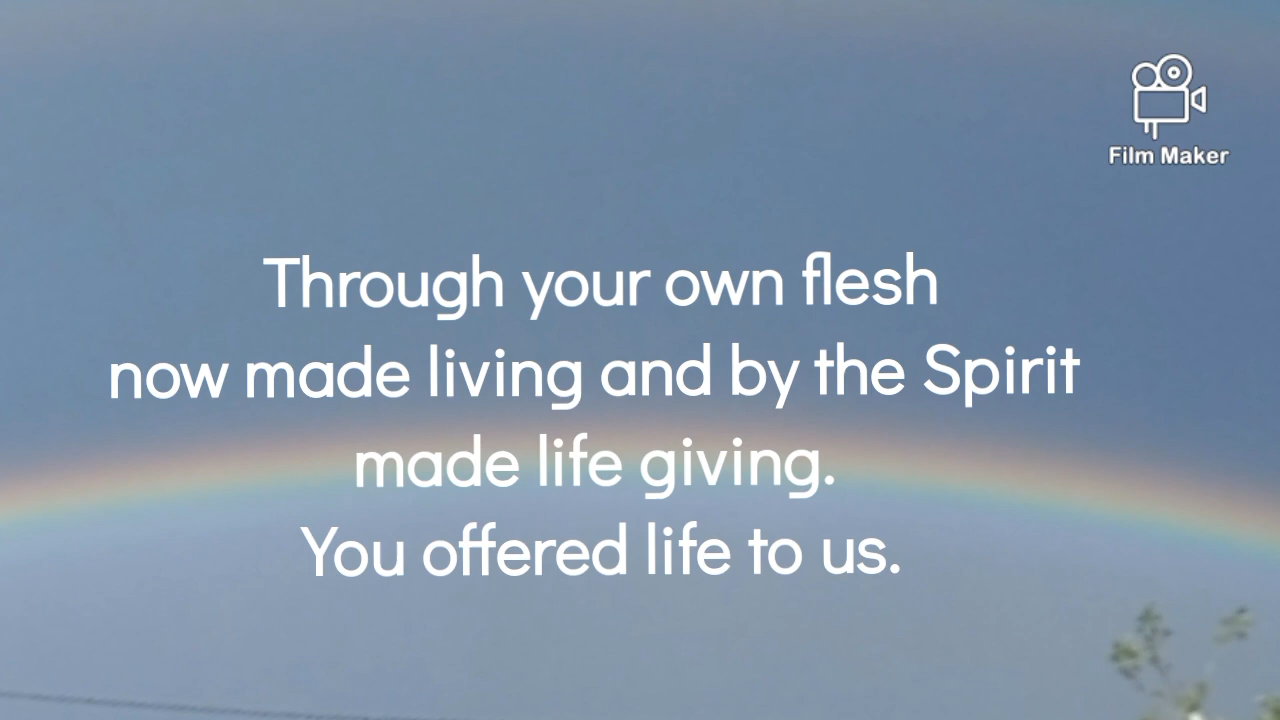 Film Maker
Through your own flesh
now made living and by the Spirit
made life giving.
You offered life to us.